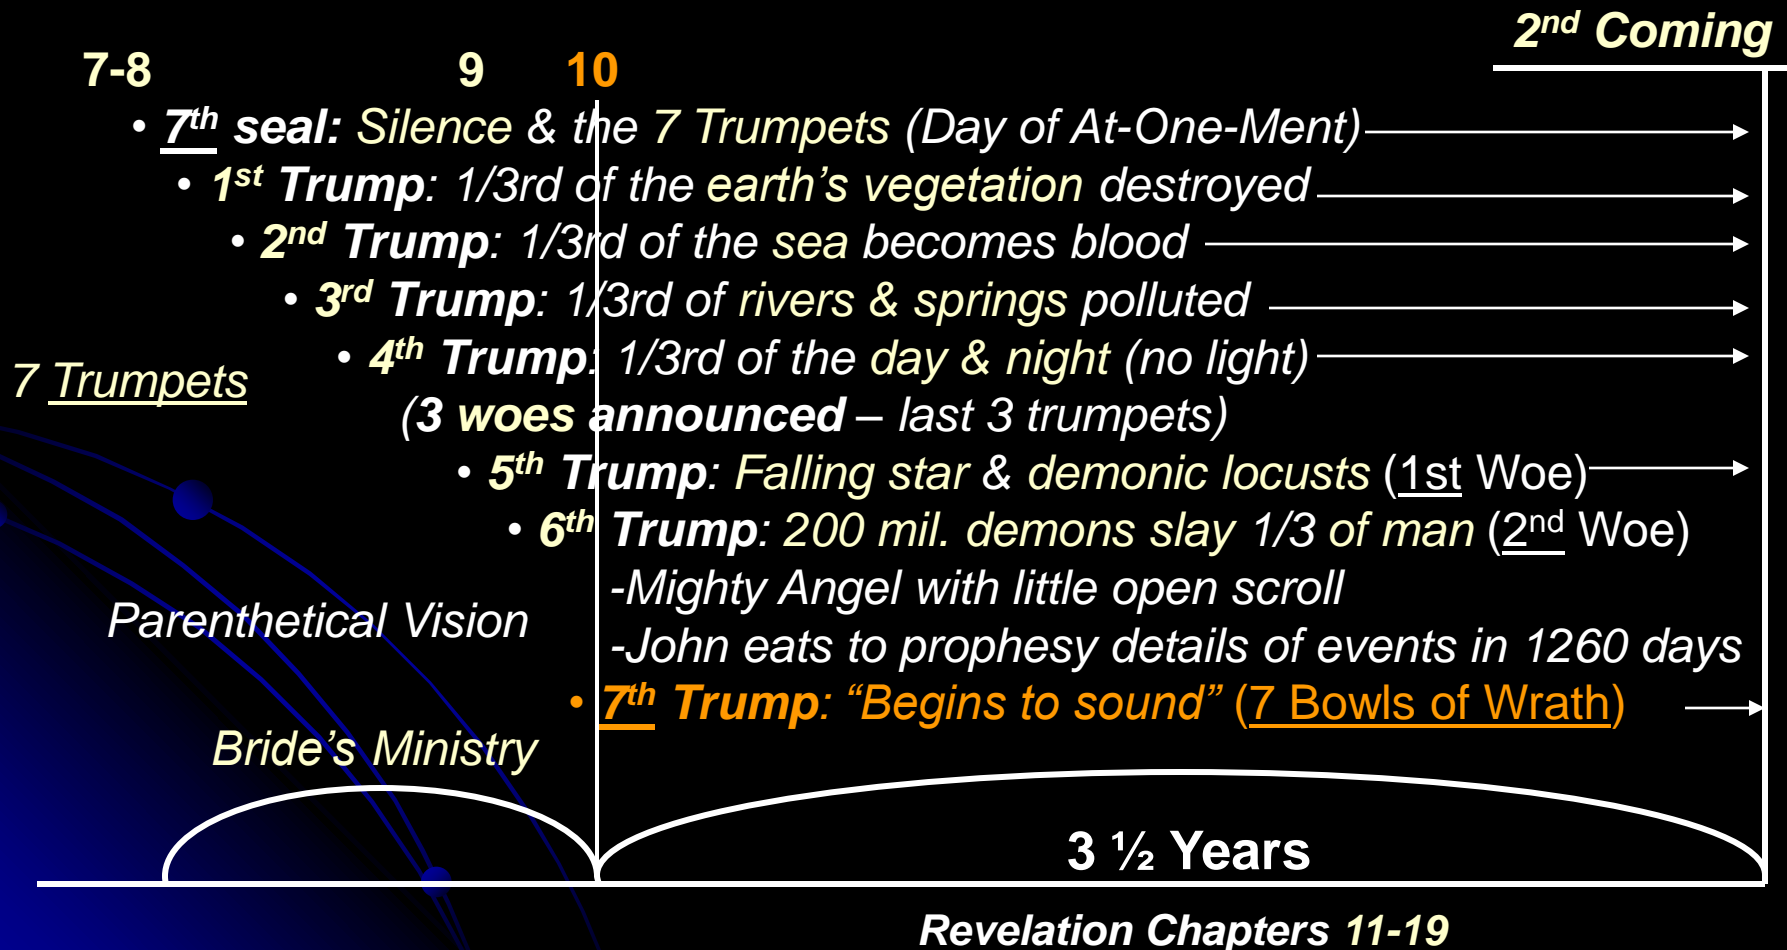 2nd Coming
7-8 9 10
• 7th seal: Silence & the 7 Trumpets (Day of At-One-Ment)
• 1st Trump: 1/3rd of the earth’s vegetation destroyed
• 2nd Trump: 1/3rd of the sea becomes blood
• 3rd Trump: 1/3rd of rivers & springs polluted
• 4th Trump: 1/3rd of the day & night (no light)
7 Trumpets
(3 woes announced – last 3 trumpets)
• 5th Trump: Falling star & demonic locusts (1st Woe)
• 6th Trump: 200 mil. demons slay 1/3 of man (2nd Woe)
-Mighty Angel with little open scroll
Parenthetical Vision
-John eats to prophesy details of events in 1260 days
• 7th Trump: “Begins to sound” (7 Bowls of Wrath)
Bride’s Ministry
3 ½ Years
Revelation Chapters 11-19